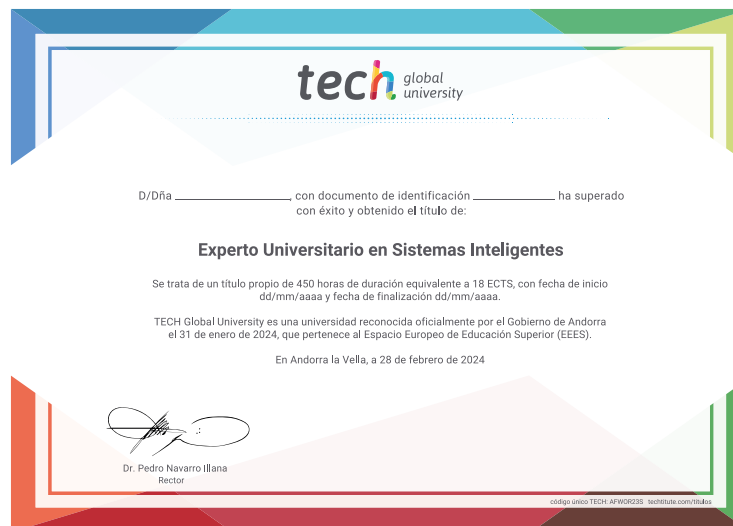 tech global university
D/Dña ____________________, con documento de identificación ______________ ha superado
con éxito y obtenido el título de:
Experto Universitario en Sistemas Inteligentes
Se trata de un título propio de 450 horas de duración equivalente a 18 ECTS, con fecha de inicio
dd/mm/aaaa y fecha de finalización dd/mm/aaaa.
TECH Global University es una universidad reconocida oficialmente por el Gobierno de Andorra
el 31 de enero de 2024, que pertenece al Espacio Europeo de Educación Superior (EEES).
En Andorra la Vella, a 28 de febrero de 2024
Dr. Pedro Navarro Illana
Rector
código único TECH: AFWOR23S techtitute.com/titulos